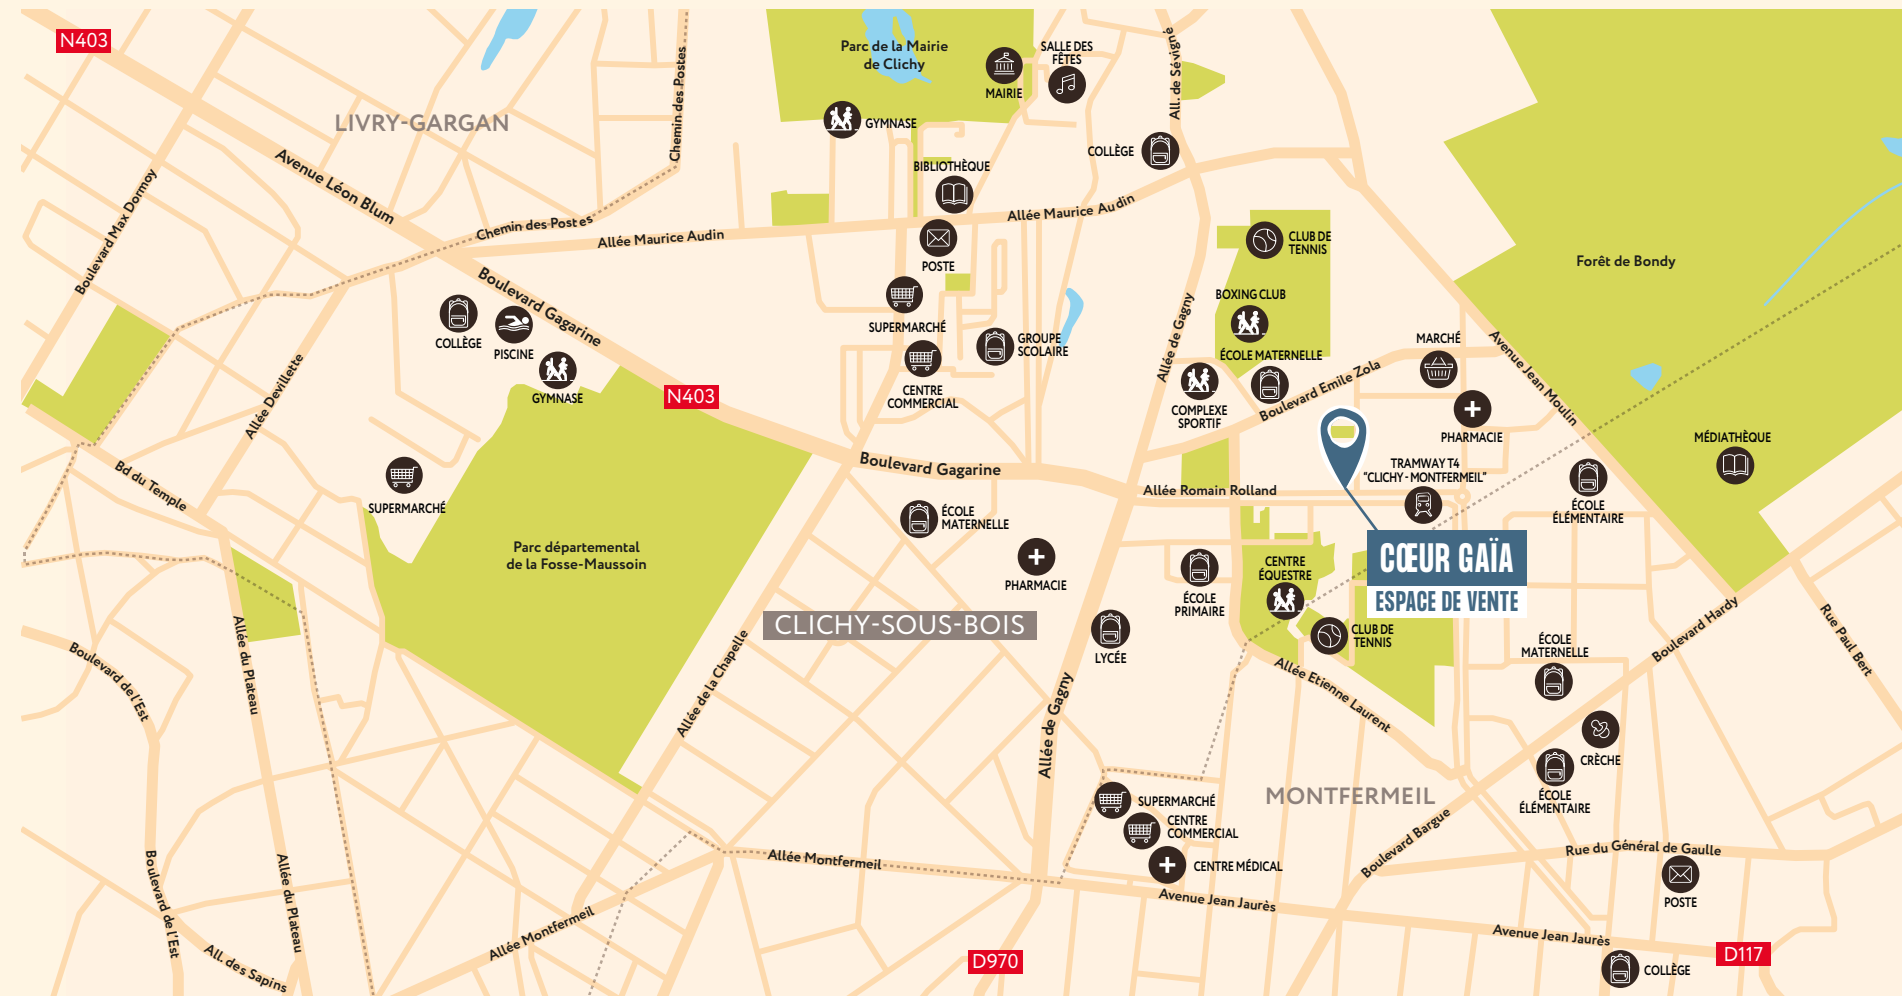 N403
Parc de la Mairie
de Clichy
MAIRIE
SALLE DES
FÊTES
All. de Sévigné
Chemin des Postes
LIVRY-GARGAN
GYMNASE
COLLÈGE
BIBLIOTHÈQUE
Avenue Léon Blum
Boulevard Max Dormoy
Chemin des Postes
Allée Maurice Audin
Allée Maurice Audin
POSTE
CLUB DE
TENNIS
Forêt de Bondy
Boulevard Gagarine
COLLÈGE
PISCINE
GYMNASE
SUPERMARCHÉ
CENTRE
COMMERCIAL
GROUPE
SCOLAIRE
Allée de Gagny
BOXING CLUB
ÉCOLE MATERNELLE
COMPLEXE
SPORTIF
Boulevard Emile Zola
MARCHÉ
Avenue Jean Moulin
PHARMACIE
N403
Allée Devillette
MÉDIATHÈQUE
Bd du Temple
SUPERMARCHÉ
Boulevard Gagarine
Allée Romain Rolland
TRAMWAY T4
“CLICHY - MONTFERMEIL”
ÉCOLE
ÉLÉMENTAIRE
ÉCOLE
MATERNELLE
Parc départemental
de la Fosse-Maussoin
PHARMACIE
ÉCOLE
PRIMAIRE
CENTRE
ÉQUESTRE
CŒUR GAÏA
ESPACE DE VENTE
CLICHY-SOUS-BOIS
LYCÉE
CLUB DE
TENNIS
ÉCOLE
MATERNELLE
Boulevard Hardy
Rue Paul Bert
Boulevard de l'Est
Allée du Plateau
Allée de la Chapelle
Allée de Gagny
Allée Etienne Laurent
CRÈCHE
ÉCOLE
ÉLÉMENTAIRE
MONTFERMEIL
SUPERMARCHÉ
CENTRE
COMMERCIAL
CENTRE MÉDICAL
Boulevard Bargue
Rue du Général de Gaulle
POSTE
Allée Montfermeil
Avenue Jean Jaurès
Boulevard de l'Est
Allée du Plateau
Allée Montfermeil
All. des Sapins
D970
Avenue Jean Jaurès
D117
COLLÈGE